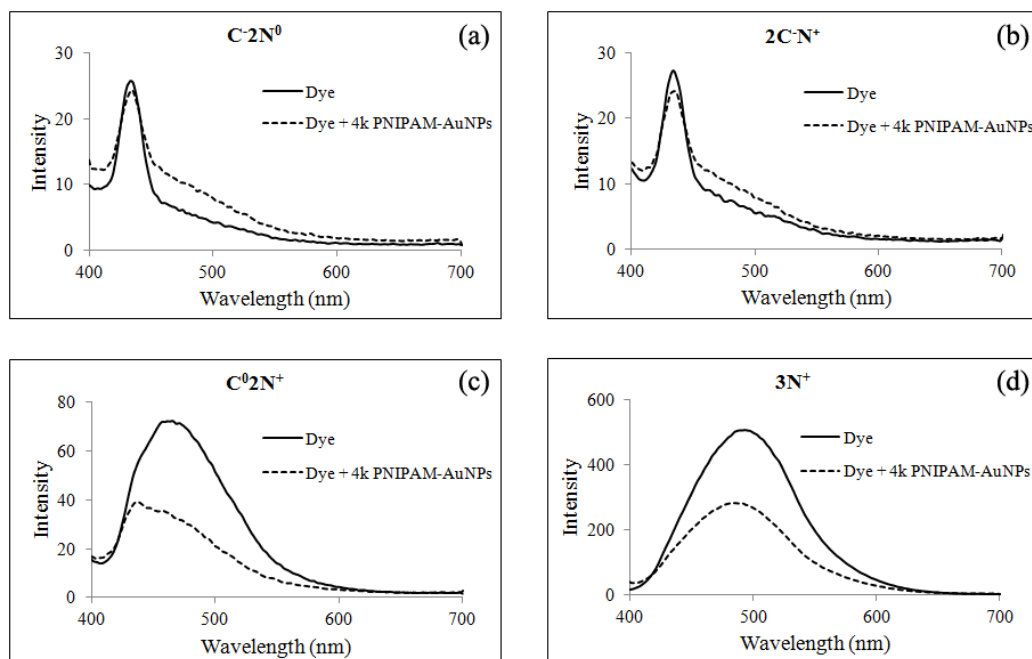 C⁻2N⁰ (a)
30
20
10
0
Intensity
Dye
Dye + 4k PNIPAM-AuNPs
400 500 600 700
Wavelength (nm)
2C⁻N⁺ (b)
30
20
10
0
Intensity
Dye
Dye + 4k PNIPAM-AuNPs
400 500 600 700
Wavelength (nm)
C⁰2N⁺ (c)
80
60
40
20
0
Intensity
Dye
Dye + 4k PNIPAM-AuNPs
400 500 600 700
Wavelength (nm)
3N⁺ (d)
600
400
200
0
Intensity
Dye
Dye + 4k PNIPAM-AuNPs
400 500 600 700
Wavelength (nm)